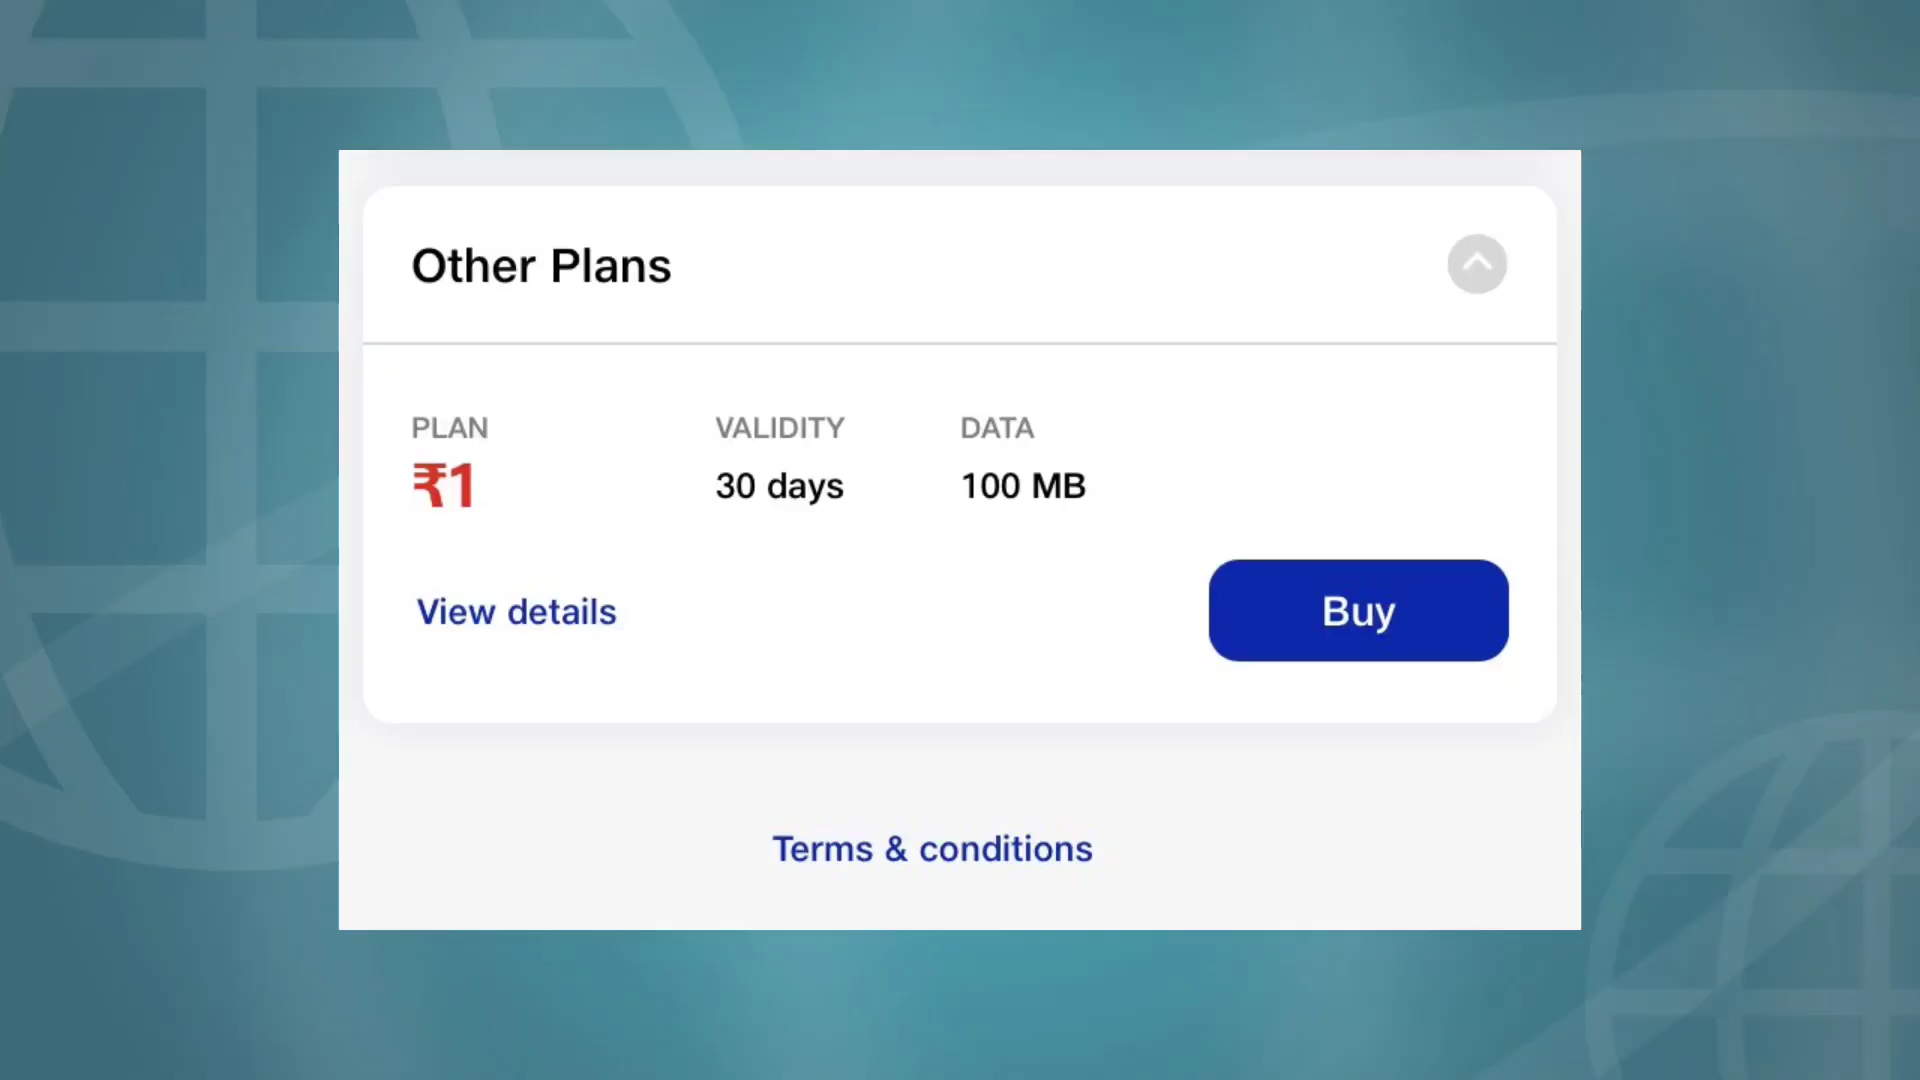 Other Plans
PLAN VALIDITY DATA
₹1 30 days 100 MB
View details Buy
Terms & conditions